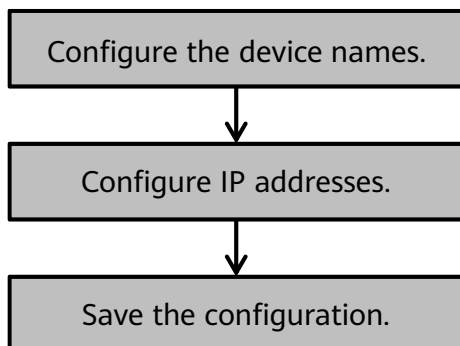 Configure the device names.
Configure IP addresses.
Save the configuration.